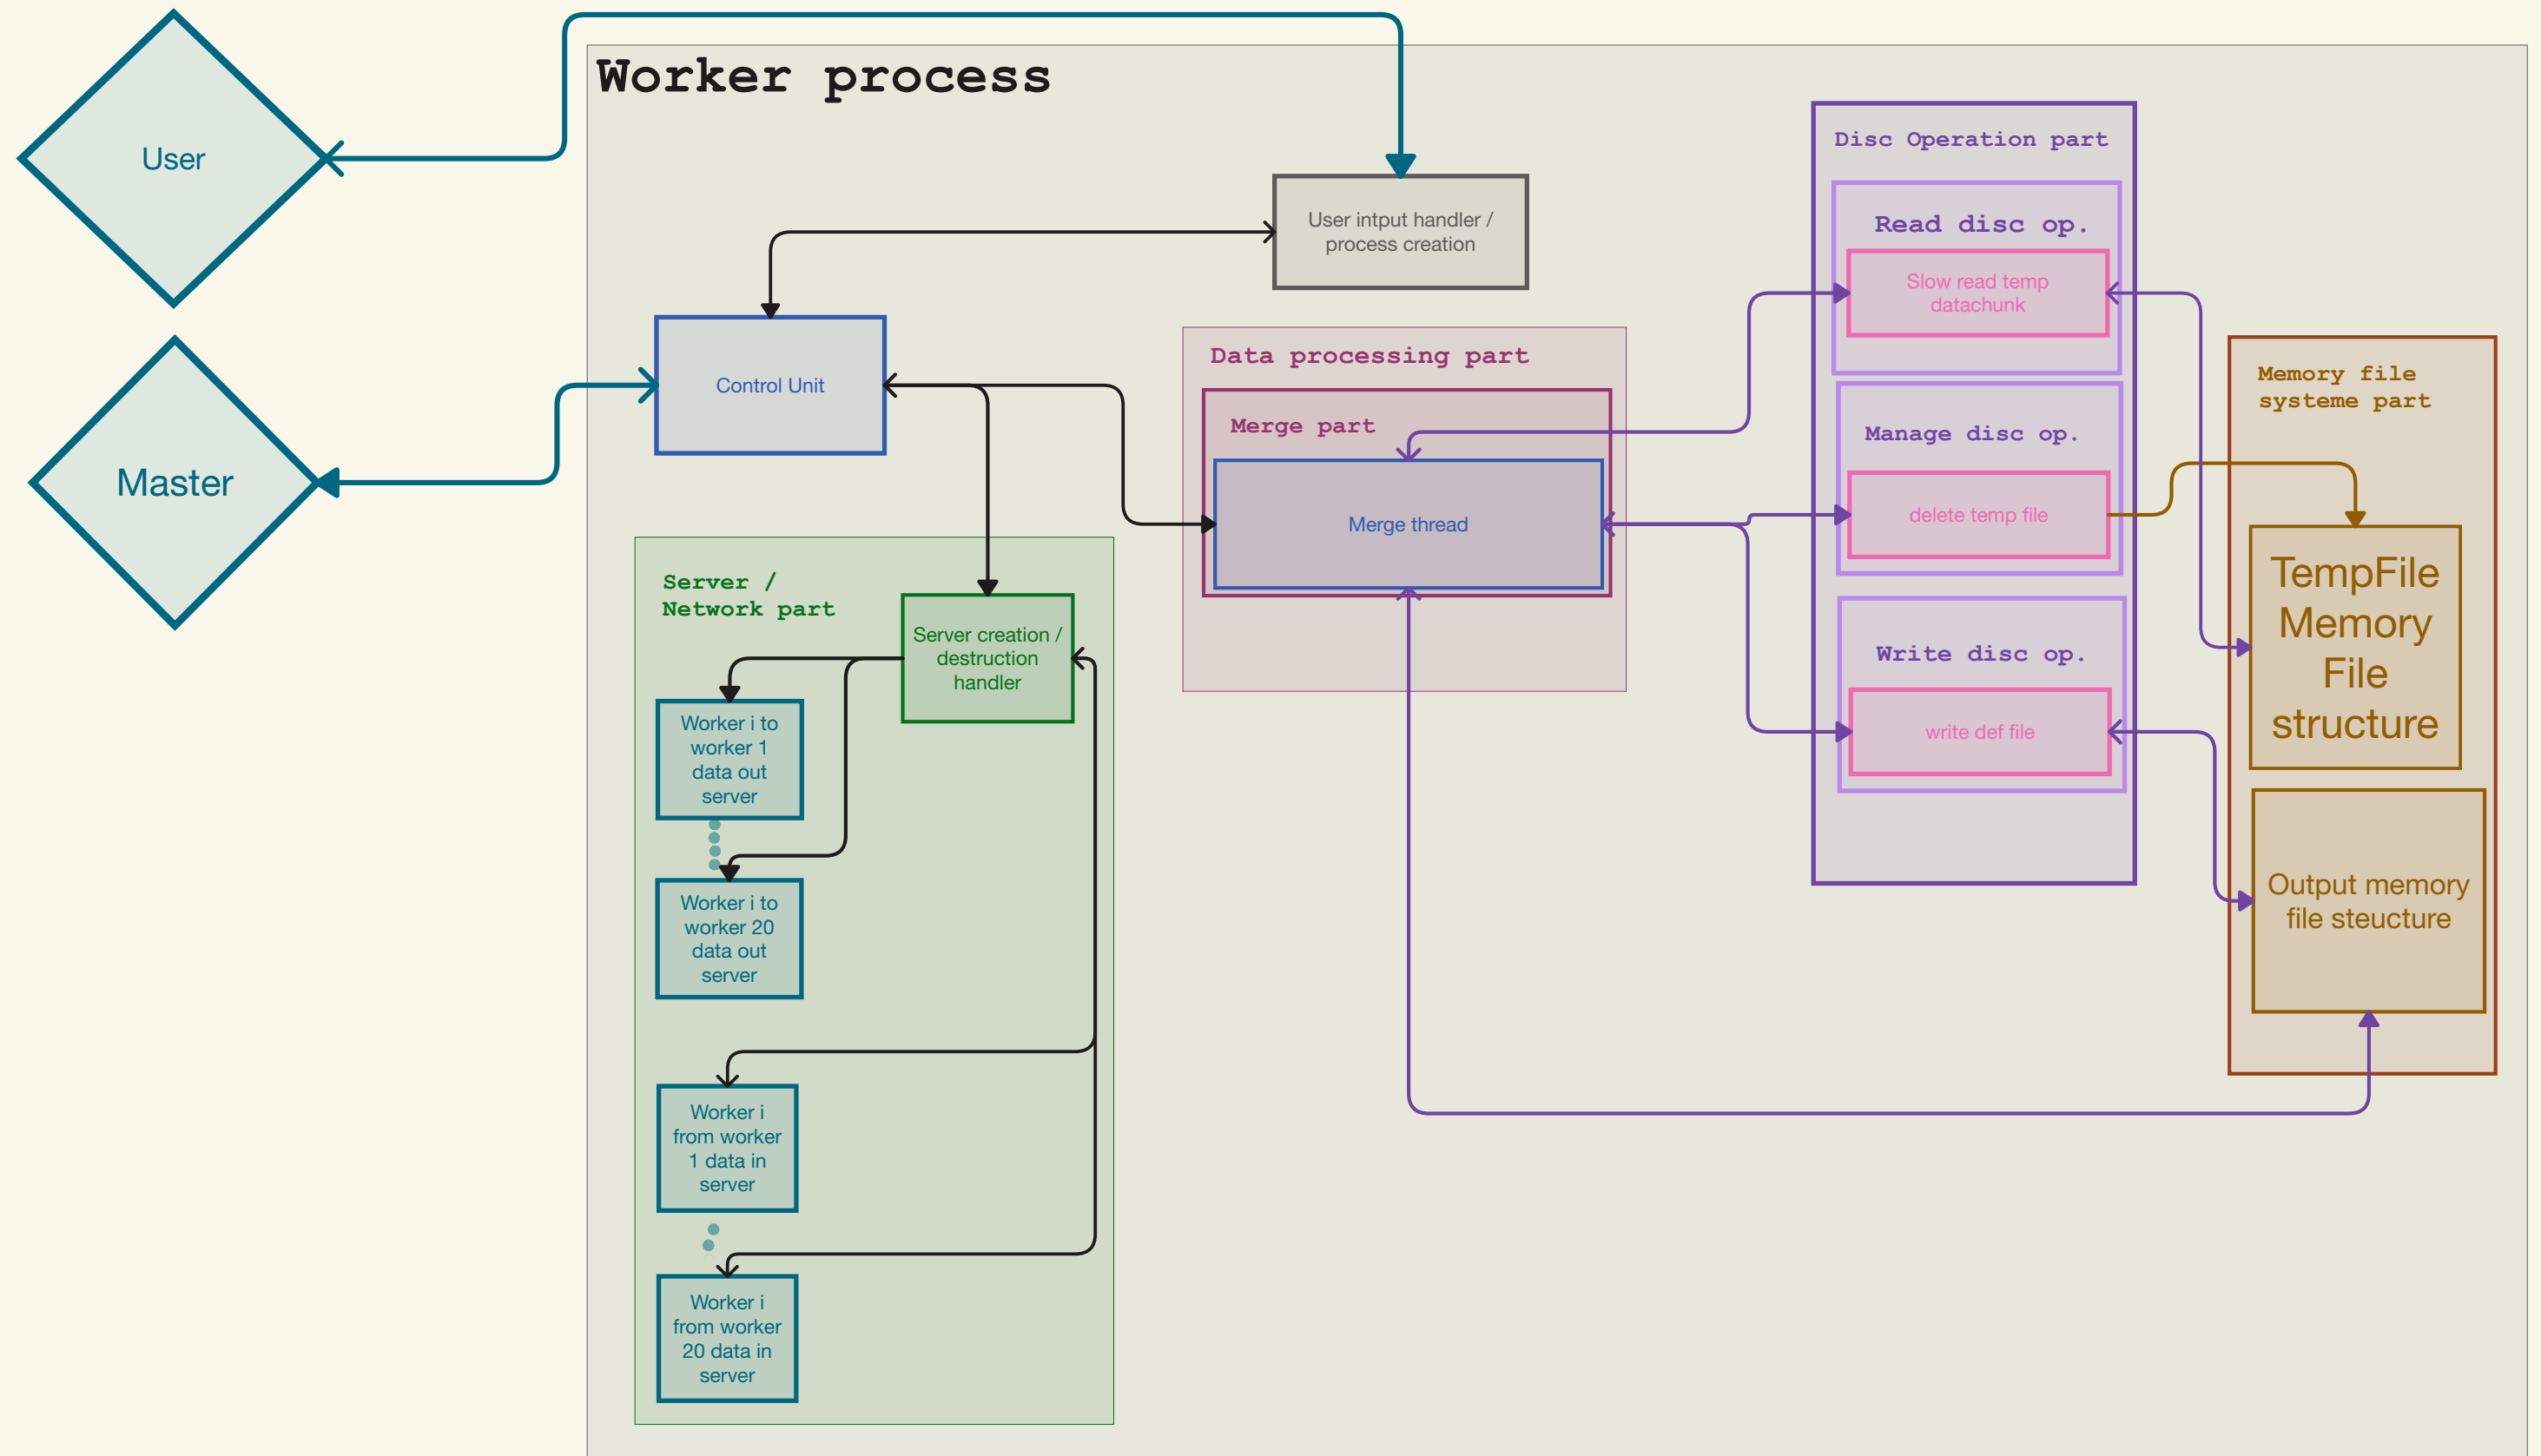 Worker process
User
Master
User intput handler /
process creation
Control Unit
Server /
Network part
Server creation /
destruction
handler
Worker i to
worker 1
data out
server
Worker i to
worker 20
data out
server
Worker i
from worker
1 data in
server
Worker i
from worker
20 data in
server
Data processing part
Merge part
Merge thread
Disc Operation part
Read disc op.
Slow read temp
datachunk
Manage disc op.
delete temp file
Write disc op.
write def file
Memory file
systeme part
TempFile
Memory
File
structure
Output memory
file steucture